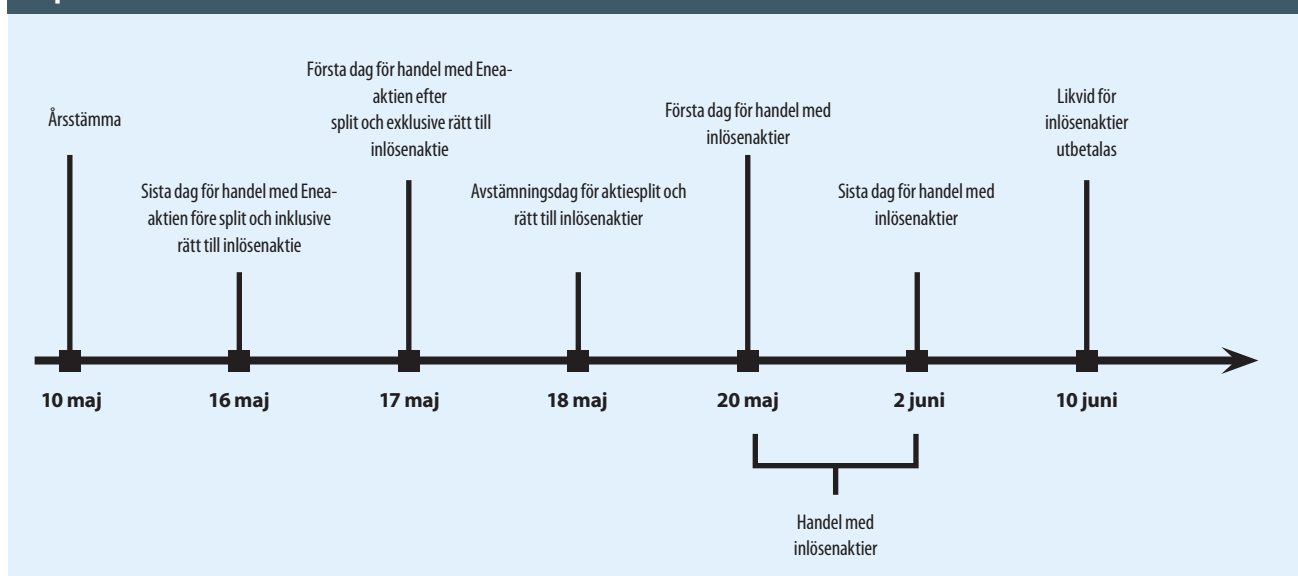 Årsstämma
Sista dag för handel med Enea-
aktien före split och inklusive
rätt till inlösenaktie
Första dag för handel med Enea-
aktien efter
split och exklusive rätt till
inlösenaktie
Avstämningsdag för aktiesplit och
rätt till inlösenaktier
Första dag för handel med
inlösenaktier
Sista dag för handel med
inlösenaktier
Likvid för
inlösenaktier
utbetalas
10 maj
16 maj
17 maj
18 maj
20 maj
2 juni
10 juni
Handel med
inlösenaktier